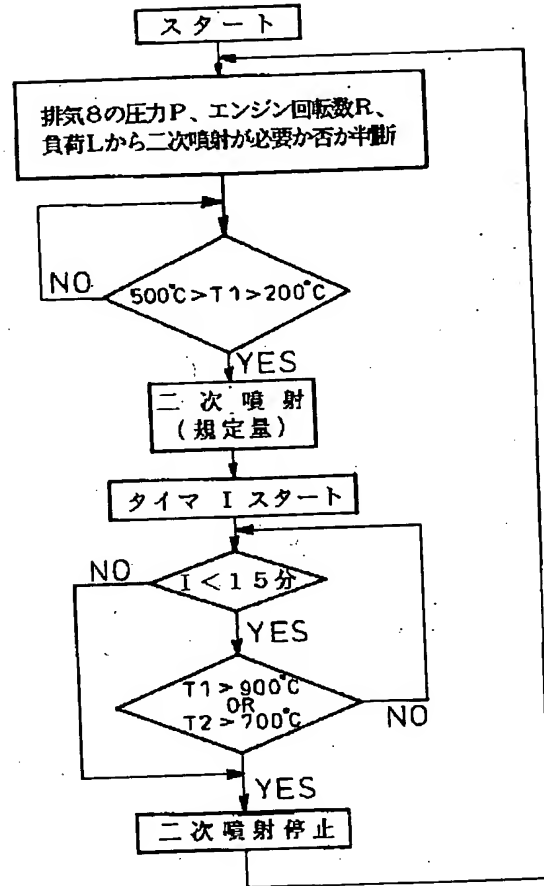 スタート
排気8の圧力P、エンジン回転数R、
負荷Lから二次噴射が必要か否か判断
NO
500°C>T1>200°C
YES
二次噴射
(規定量)
タイマ I スタート
NO
I<15分
YES
T1>900°C
OR
T2>700°C
NO
YES
二次噴射停止